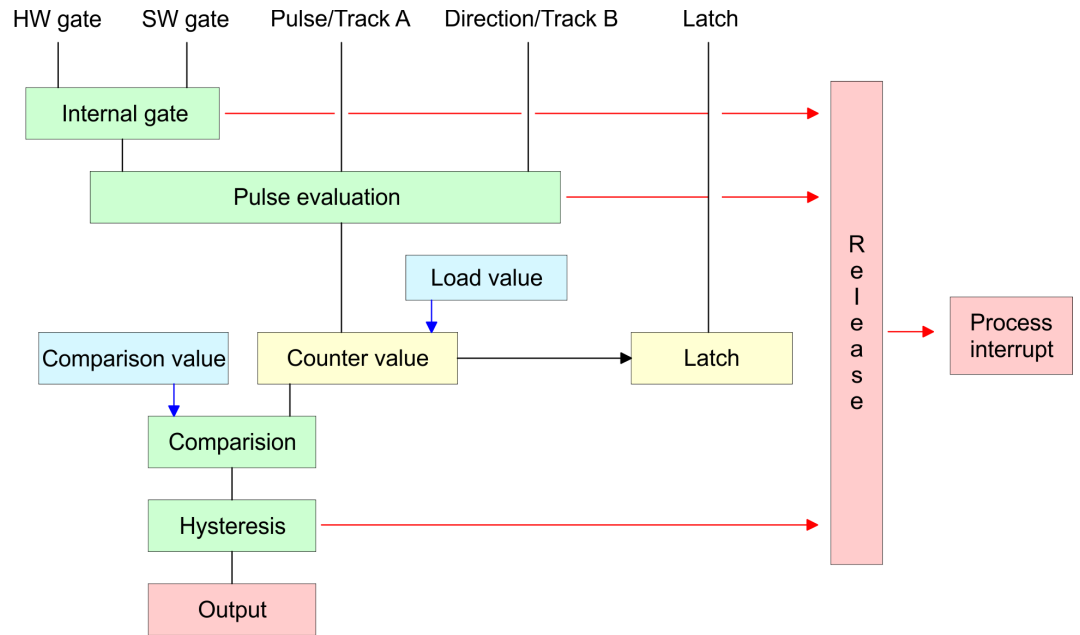 HW gate
SW gate
Pulse/Track A
Direction/Track B
Latch
Internal gate
Pulse evaluation
Load value
Comparison value
Counter value
Latch
Comparision
Hysteresis
Output
Release
Process
interrupt